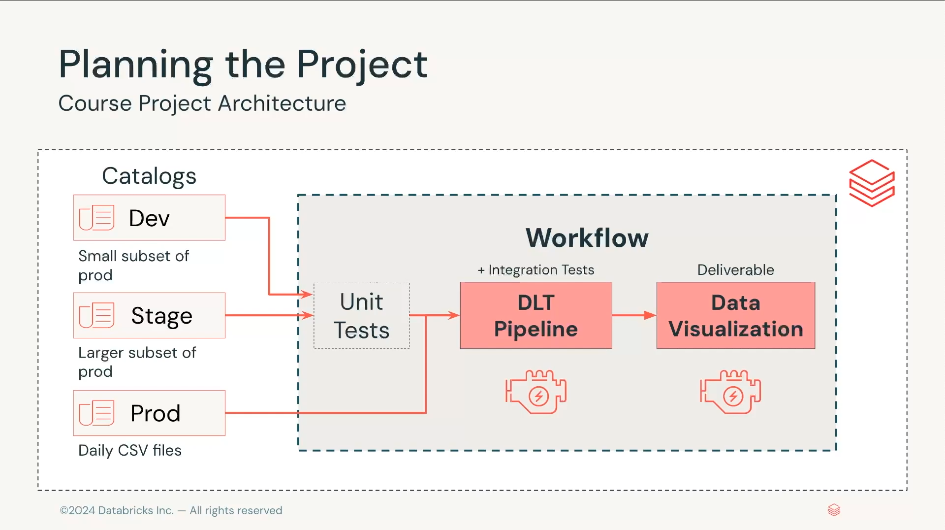 Planning the Project
Course Project Architecture
Catalogs
Dev
Small subset of
prod
Stage
Larger subset of
prod
Prod
Daily CSV files
Workflow
Unit
Tests
+ Integration Tests
DLT
Pipeline
Deliverable
Data
Visualization
©2024 Databricks Inc. — All rights reserved